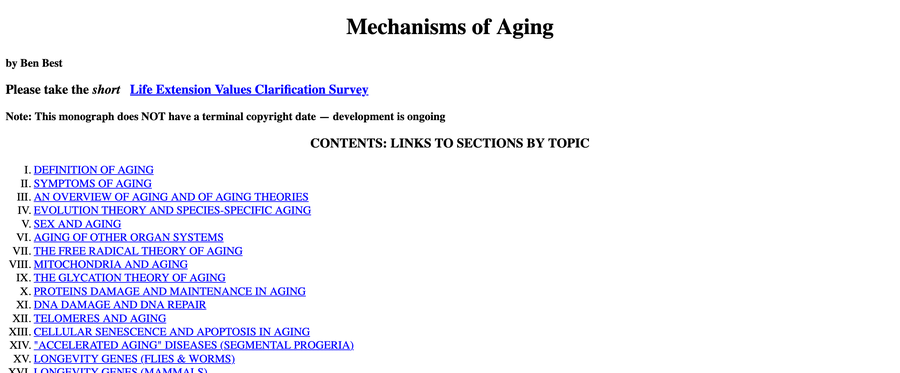 Mechanisms of Aging
by Ben Best
Please take the short Life Extension Values Clarification Survey
Note: This monograph does NOT have a terminal copyright date — development is ongoing
CONTENTS: LINKS TO SECTIONS BY TOPIC
I. DEFINITION OF AGING
II. SYMPTOMS OF AGING
III. AN OVERVIEW OF AGING AND OF AGING THEORIES
IV. EVOLUTION THEORY AND SPECIES-SPECIFIC AGING
V. SEX AND AGING
VI. AGING OF OTHER ORGAN SYSTEMS
VII. THE FREE RADICAL THEORY OF AGING
VIII. MITOCHONDRIA AND AGING
IX. THE GLYCATION THEORY OF AGING
X. PROTEINS DAMAGE AND MAINTENANCE IN AGING
XI. DNA DAMAGE AND DNA REPAIR
XII. TELOMERES AND AGING
XIII. CELLULAR SENESCENCE AND APOPTOSIS IN AGING
XIV. "ACCELERATED AGING" DISEASES (SEGMENTAL PROGERIA)
XV. LONGEVITY GENES (FLIES & WORMS)
XVI. LONGEVITY GENES (MAMMALS)